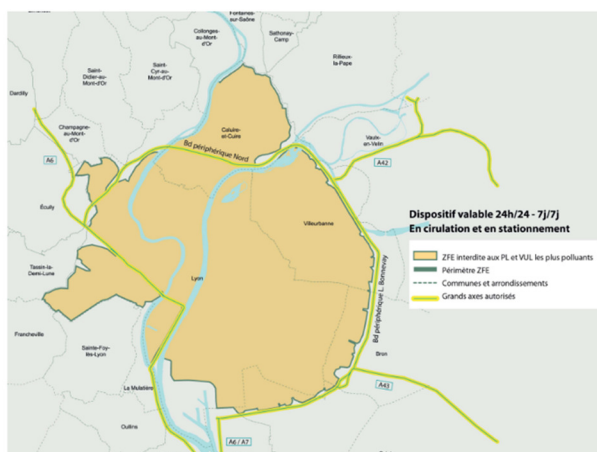 Fontaines-
sur-Saône
Collonges-
au-Mont-
d'Or
Sathonay-
Camp
Rillieux-
la-Pape
Saint-
Didier-au-
Mont-d'Or
Saint-
Cyr-au-
Mont-d'Or
Dardilly
Champagne-
au-Mont-
d'Or
Caluire-
et-Cuire
Vaulx-
en-Velin
Bd périphérique Nord
A6
A42
Écully
Villeurbanne
Dispositif valable 24h/24 - 7j/7j
En cirulation et en stationnement
ZFE interdite aux PL et VUL les plus polluants
Périmètre ZFE
Communes et arrondissements
Grands axes autorisés
Tassin-la-
Demi-Lune
Lyon
Bd périphérique L. Bonnevay
Francheville
Sainte-Foy-
lès-Lyon
Bron
La Mulatière
A43
Oullins
A6 / A7